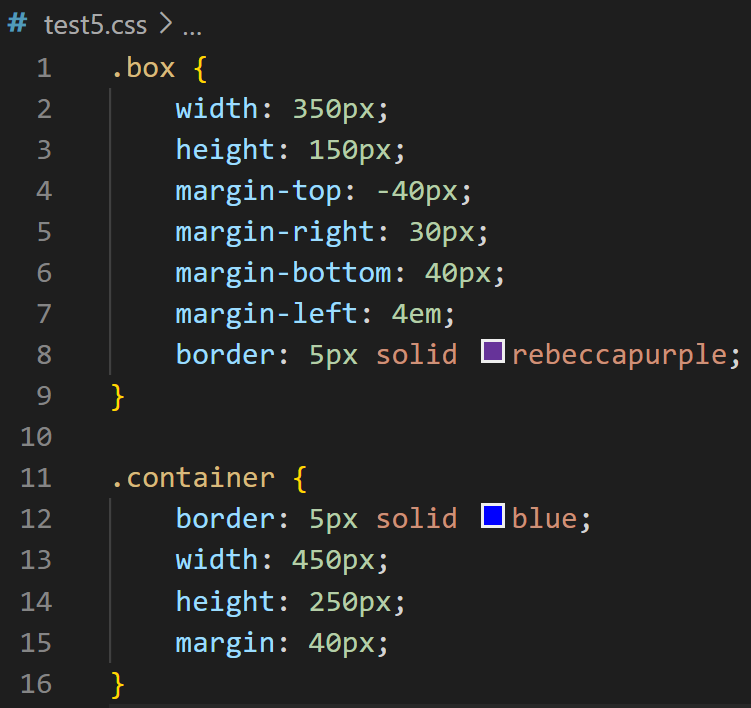 # test5.css > ...
1 .box {
2 width: 350px;
3 height: 150px;
4 margin-top: -40px;
5 margin-right: 30px;
6 margin-bottom: 40px;
7 margin-left: 4em;
8 border: 5px solid rebeccapurple;
9 }
10
11 .container {
12 border: 5px solid blue;
13 width: 450px;
14 height: 250px;
15 margin: 40px;
16 }